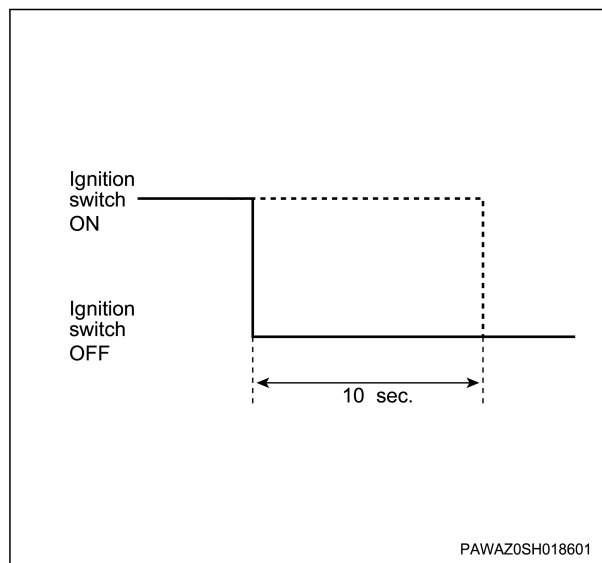 Ignition
switch
ON
Ignition
switch
OFF
10 sec.
PAWAZ0SH018601